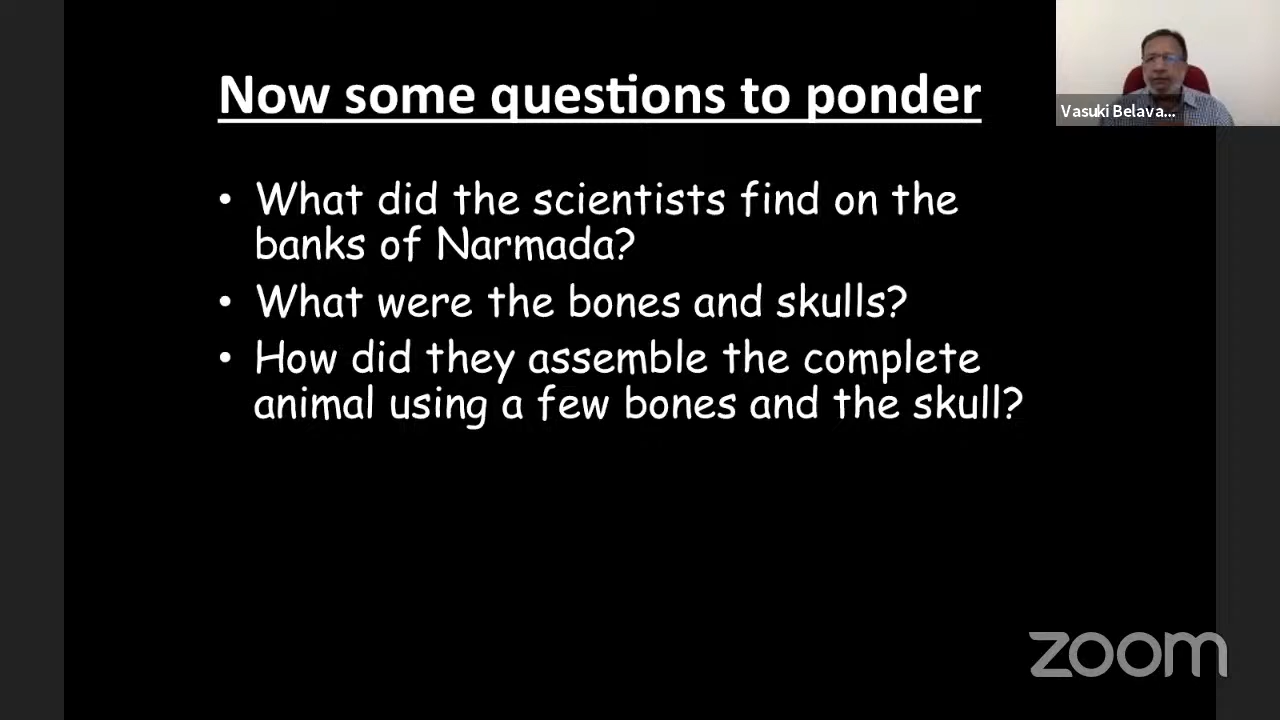 Now some questions to ponder
Vasuki Belava...
• What did the scientists find on the
banks of Narmada?
• What were the bones and skulls?
• How did they assemble the complete
animal using a few bones and the skull?
zoom